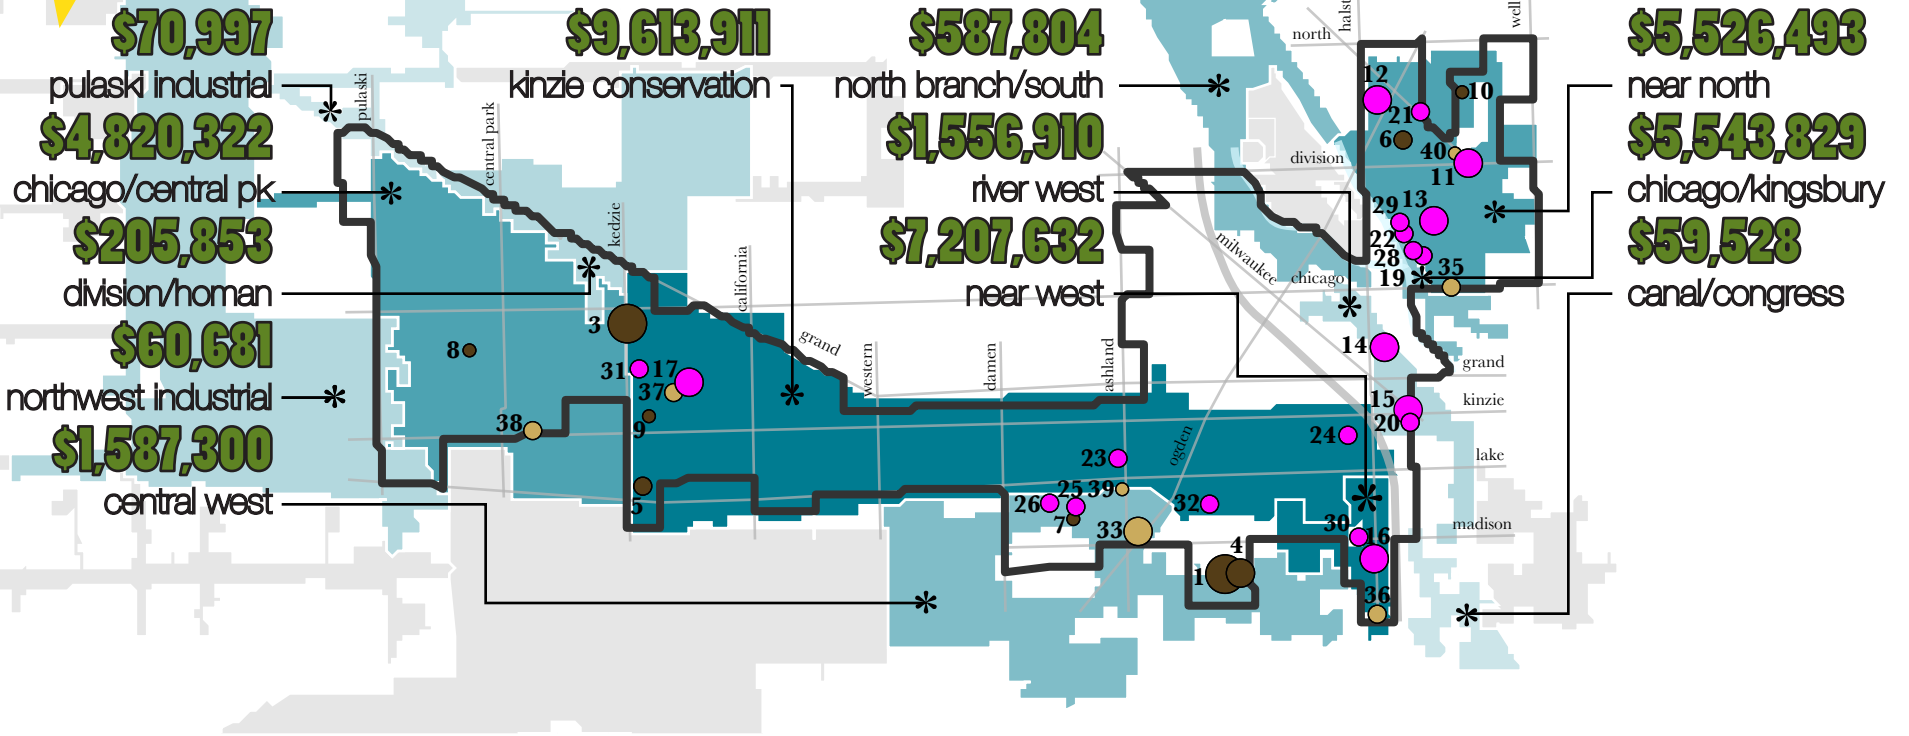 $70,997
pulaski industrial
$4,820,322
chicago/central pk
$205,853
division/homan
$60,681
northwest industrial
$1,587,300
central west
$9,613,911
kinzie conservation
$587,804
north branch/south
$1,556,910
river west
$7,207,632
near west
$5,526,493
near north
$5,543,829
chicago/kingsbury
$59,528
canal/congress
pulaski
central park
kedzie
california
grand
western
damen
ashland
ogden
milwaukee
north
division
chicago
grand
kinzie
lake
madison
12
10
21
6
40
11
29
13
22
28
19
35
14
15
20
24
23
25
39
26
7
33
32
30
16
4
1
36
3
8
31
17
37
9
38
5